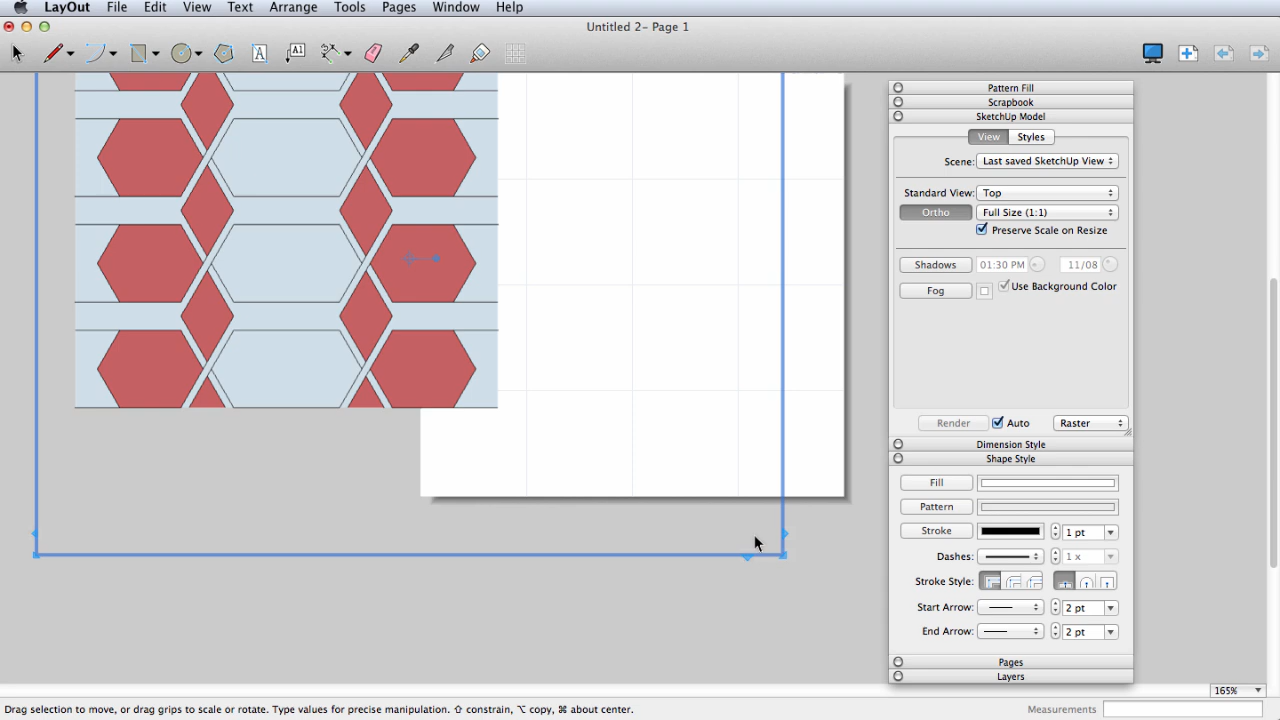 LayOut File Edit View Text Arrange Tools Pages Window Help
Untitled 2- Page 1
A A1
Pattern Fill
Scrapbook
SketchUp Model
View Styles
Scene: Last saved SketchUp View
Standard View: Top
Ortho Full Size (1:1)
Preserve Scale on Resize
Shadows 01:30 PM 11/08
Fog Use Background Color
Render Auto Raster
Dimension Style
Shape Style
Fill
Pattern
Stroke 1 pt
Dashes: 1 x
Stroke Style:
Start Arrow: 2 pt
End Arrow: 2 pt
Pages
Layers
165%
Drag selection to move, or drag grips to scale or rotate. Type values for precise manipulation. ⇧ constrain, ⌥ copy, ⌘ about center. Measurements